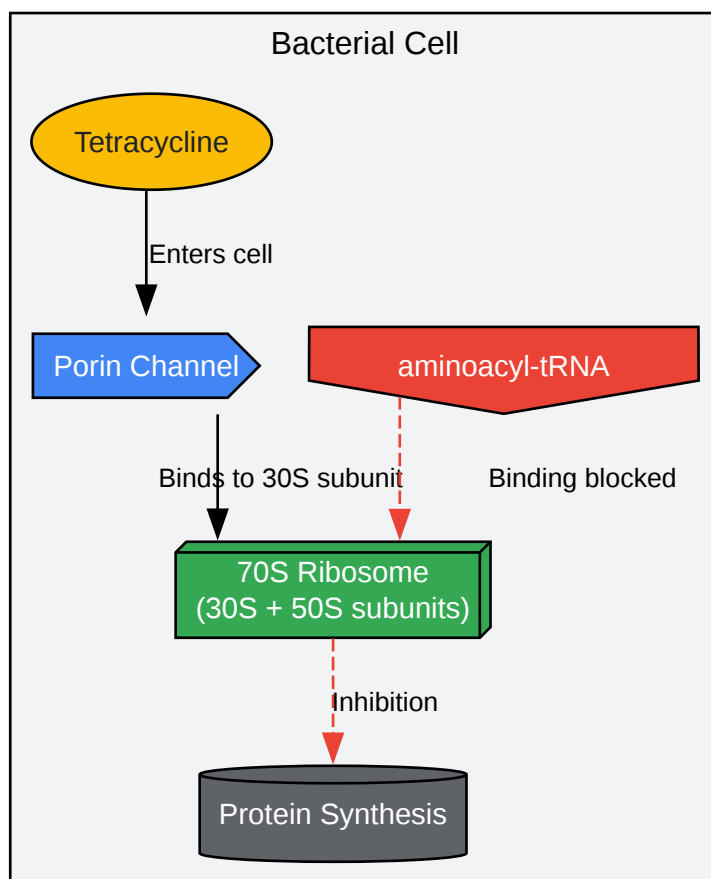 Bacterial Cell
Tetracycline
Enters cell
Porin Channel
aminoacyl-tRNA
Binds to 30S subunit
Binding blocked
70S Ribosome
(30S + 50S subunits)
Inhibition
Protein Synthesis